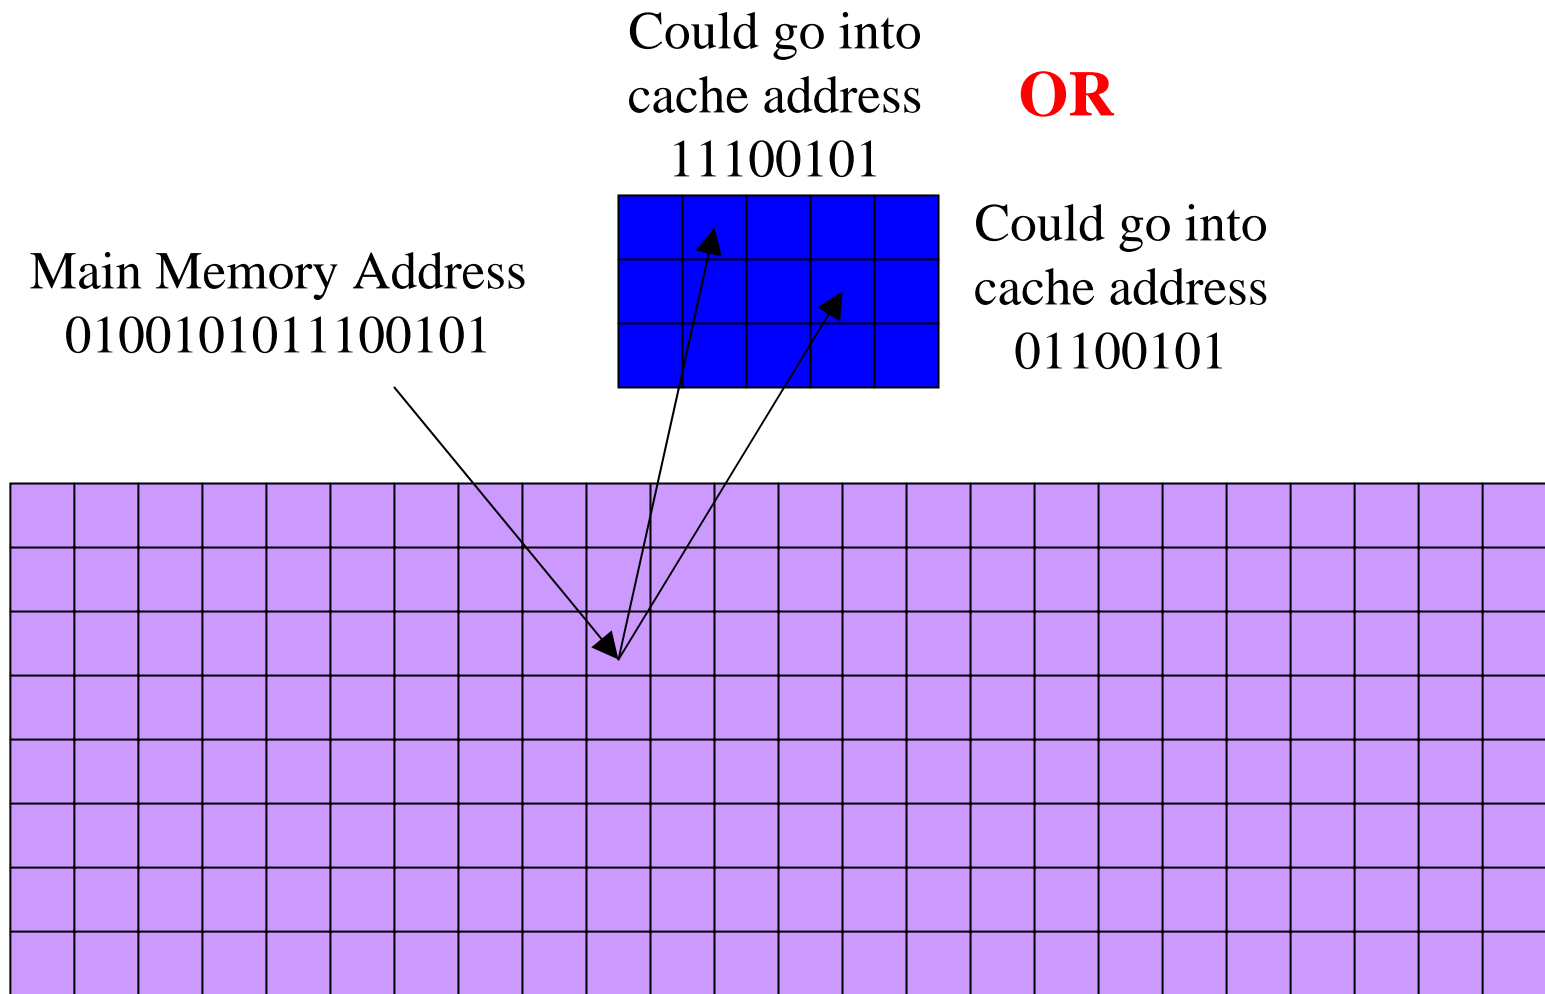 Could go into
cache address
11100101
OR
Could go into
cache address
01100101
Main Memory Address
0100101011100101